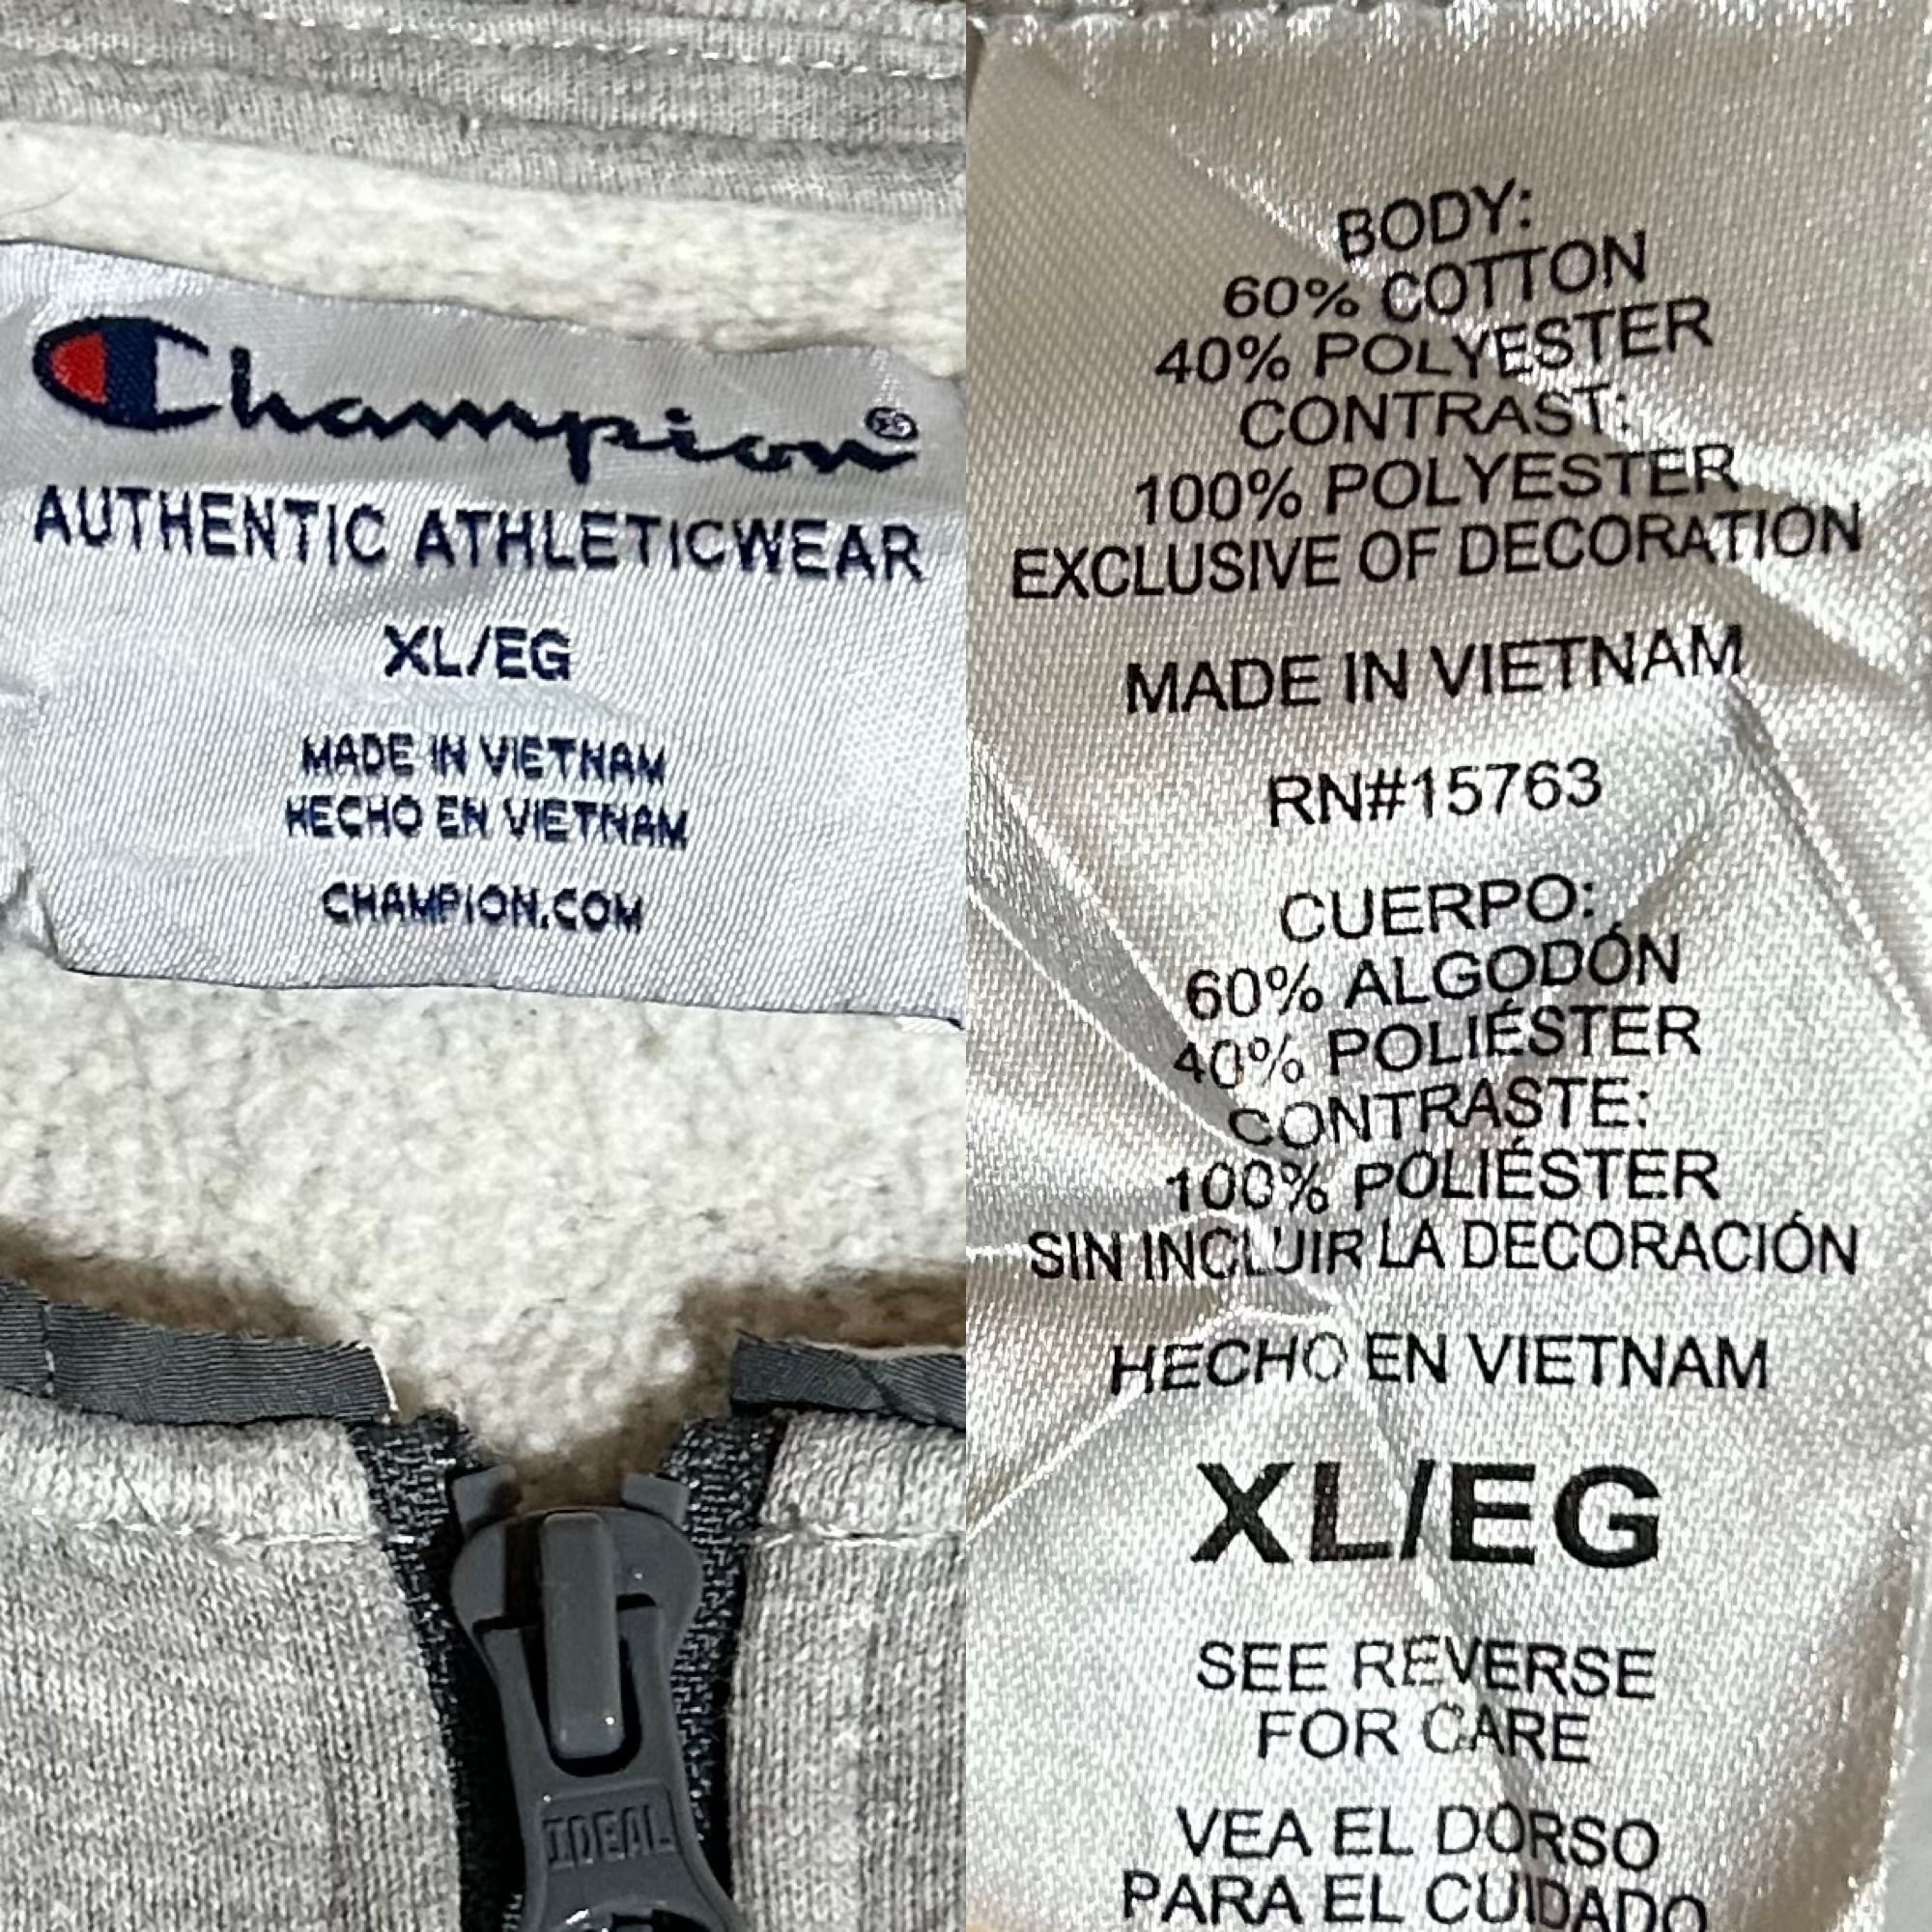 Champion®
AUTHENTIC ATHLETICWEAR
XL/EG
MADE IN VIETNAM
HECHO EN VIETNAM
CHAMPION.COM
IDEAL
BODY:
60% COTTON
40% POLYESTER
CONTRAST:
100% POLYESTER
EXCLUSIVE OF DECORATION
MADE IN VIETNAM
RN#15763
CUERPO:
60% ALGODÓN
40% POLIÉSTER
CONTRASTE:
100% POLIÉSTER
SIN INCLUIR LA DECORACIÓN
HECHO EN VIETNAM
XL/EG
SEE REVERSE
FOR CARE
VEA EL DORSO
PARA EL CUIDADO